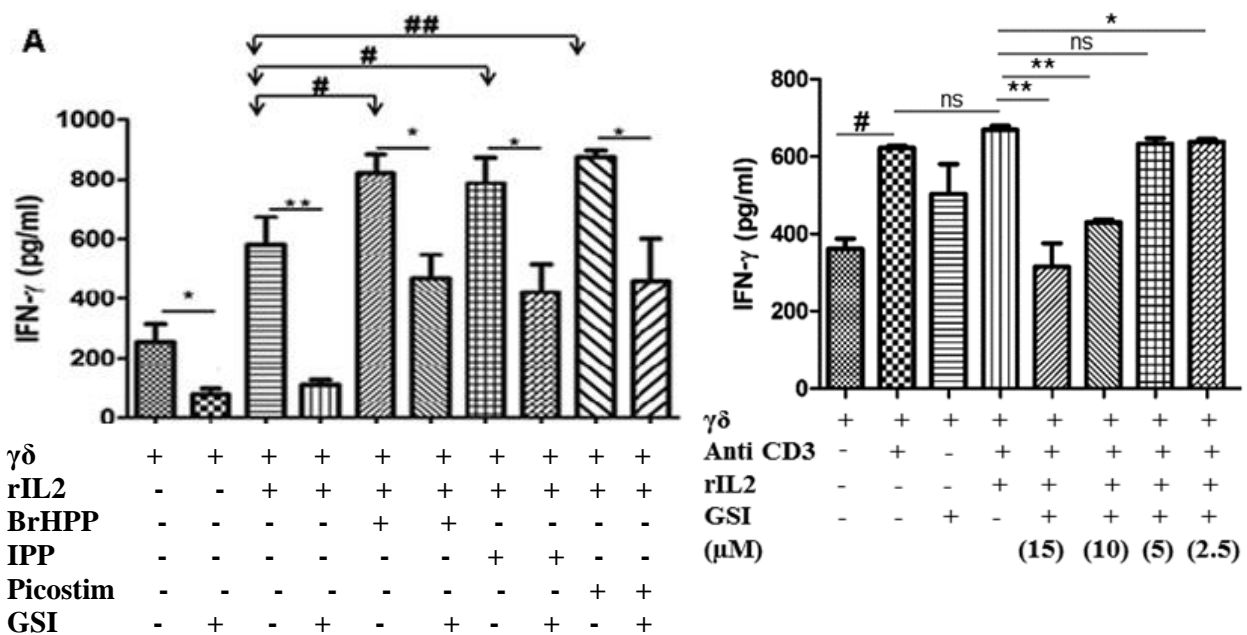 A
##
#
#
*
**
*
*
*
1000
800
600
400
200
0
IFN-γ (pg/ml)
γδ + + + + + + + + + +
rIL2 - - + + + + + + + +
BrHPP - - - - + + - - - -
IPP - - - - - - + + - -
Picostim - - - - - - - - + +
GSI - + - + - + - + - +
*
ns
**
**
ns
#
800
600
400
200
0
IFN-γ (pg/ml)
γδ + + + + + + + +
Anti CD3 - + - + + + + +
rIL2 - - - + + + + +
GSI - - + - + + + +
(μM) (15) (10) (5) (2.5)